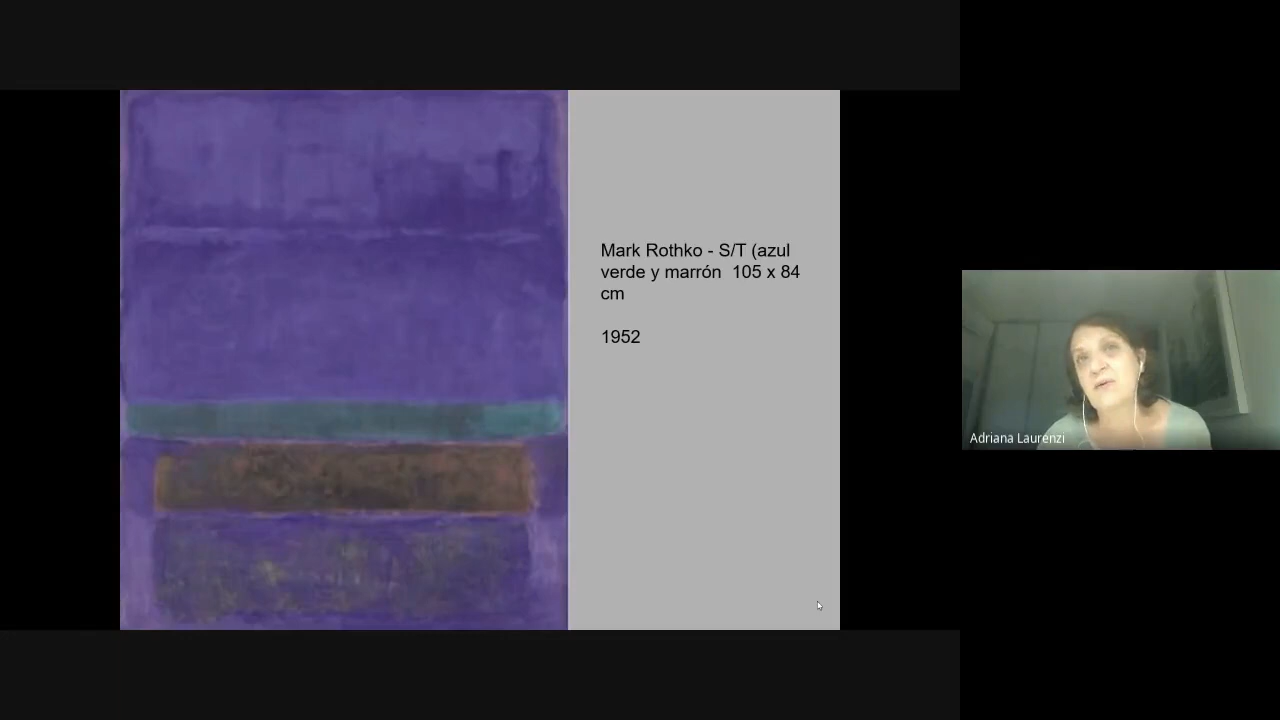 Mark Rothko - S/T (azul
verde y marrón  105 x 84
cm
1952
Adriana Laurenzi